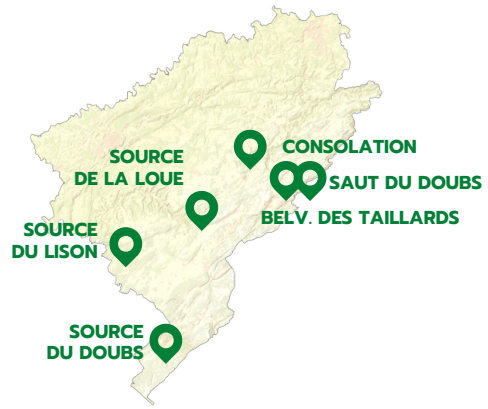 CONSOLATION
SOURCE
DE LA LOUE
SAUT DU DOUBS
BELV. DES TAILLARDS
SOURCE
DU LISON
SOURCE
DU DOUBS